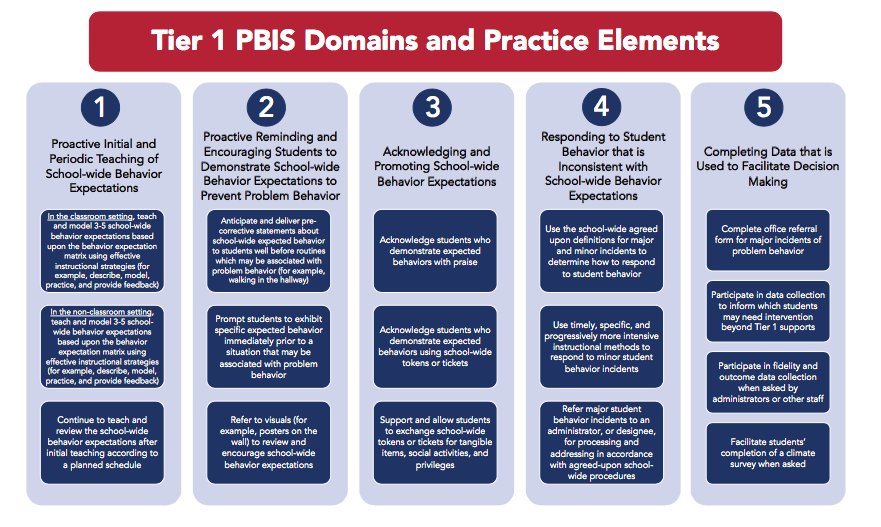 Tier 1 PBIS Domains and Practice Elements
1
Proactive Initial and
Periodic Teaching of
School-wide Behavior
Expectations
In the classroom setting, teach
and model 3-5 school-wide
behavior expectations based
upon the behavior expectation
matrix using effective
instructional strategies (for
example, describe, model,
practice, and provide feedback)
In the non-classroom setting,
teach and model 3-5 school-
wide behavior expectations
based upon the behavior
expectation matrix using
effective instructional strategies
(for example, describe, model,
practice, and provide feedback)
Continue to teach and
review the school-wide
behavior expectations after
initial teaching according to
a planned schedule
2
Proactive Reminding and
Encouraging Students to
Demonstrate School-wide
Behavior Expectations to
Prevent Problem Behavior
Anticipate and deliver pre-
corrective statements about
school-wide expected behavior
to students well before routines
which may be associated with
problem behavior (for example,
walking in the hallway)
Prompt students to exhibit
specific expected behavior
immediately prior to a
situation that may be
associated with problem
behavior
Refer to visuals (for
example, posters on the
wall) to review and
encourage school-wide
behavior expectations
3
Acknowledging and
Promoting School-wide
Behavior Expectations
Acknowledge students who
demonstrate expected
behaviors with praise
Acknowledge students who
demonstrate expected
behaviors using school-wide
tokens or tickets
Support and allow students
to exchange school-wide
tokens or tickets for tangible
items, social activities, and
privileges
4
Responding to Student
Behavior that is
Inconsistent with
School-wide Behavior
Expectations
Use the school-wide agreed
upon definitions for major
and minor incidents to
determine how to respond
to student behavior
Use timely, specific, and
progressively more intensive
instructional methods to
respond to minor student
behavior incidents
Refer major student
behavior incidents to an
administrator, or designee,
for processing and
addressing in accordance
with agreed-upon school-
wide procedures
5
Completing Data that is
Used to Facilitate Decision
Making
Complete office referral
form for major incidents of
problem behavior
Participate in data collection
to inform which students
may need intervention
beyond Tier 1 supports
Participate in fidelity and
outcome data collection
when asked by
administrators or other staff
Facilitate students'
completion of a climate
survey when asked